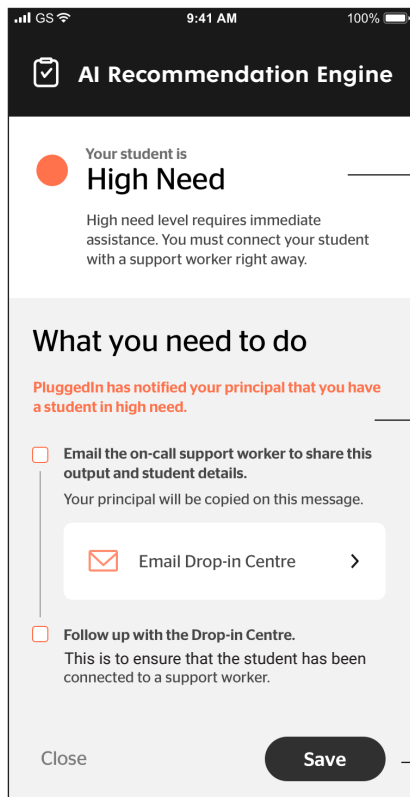 GS 9:41 AM 100%
AI Recommendation Engine
Your student is
High Need
High need level requires immediate
assistance. You must connect your student
with a support worker right away.
What you need to do
PluggedIn has notified your principal that you have
a student in high need.
Email the on-call support worker to share this
output and student details.
Your principal will be copied on this message.
Email Drop-in Centre
Follow up with the Drop-in Centre.
This is to ensure that the student has been
connected to a support worker.
Close Save